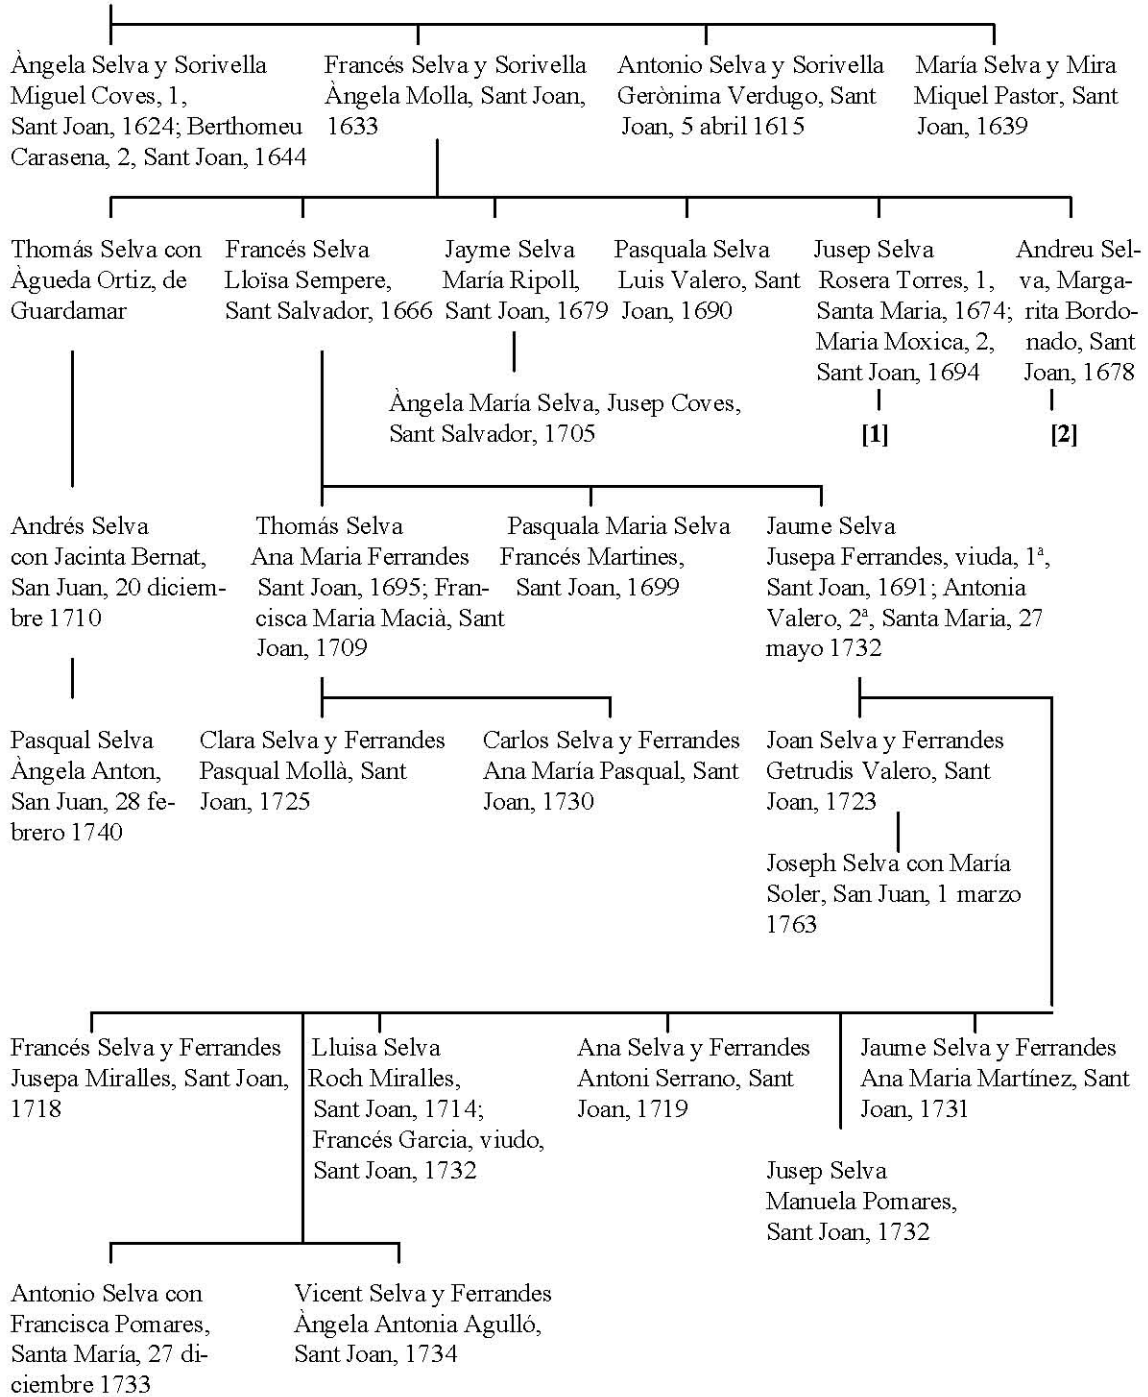 Àngela Selva y Sorivella
Miguel Coves, 1,
Sant Joan, 1624; Berthomeu
Carasena, 2, Sant Joan, 1644
Francés Selva y Sorivella
Àngela Molla, Sant Joan,
1633
Antonio Selva y Sorivella
Gerònima Verdugo, Sant
Joan, 5 abril 1615
María Selva y Mira
Miquel Pastor, Sant
Joan, 1639
Thomás Selva con
Àgueda Ortiz, de
Guardamar
Francés Selva
Lloïsa Sempere,
Sant Salvador, 1666
Jayme Selva
María Ripoll,
Sant Joan, 1679
Pasquala Selva
Luis Valero, Sant
Joan, 1690
Jusep Selva
Rosera Torres, 1,
Santa Maria, 1674;
Maria Moxica, 2,
Sant Joan, 1694
Andreu Sel-
va, Marga-
rita Bordo-
nado, Sant
Joan, 1678
Àngela María Selva, Jusep Coves,
Sant Salvador, 1705
[1]
[2]
Andrés Selva
con Jacinta Bernat,
San Juan, 20 diciem-
bre 1710
Thomás Selva
Ana Maria Ferrandes
Sant Joan, 1695; Fran-
cisca Maria Macià, Sant
Joan, 1709
Pasquala Maria Selva
Francés Martines,
Sant Joan, 1699
Jaume Selva
Jusepa Ferrandes, viuda, 1ª,
Sant Joan, 1691; Antonia
Valero, 2ª, Santa Maria, 27
mayo 1732
Pasqual Selva
Àngela Anton,
San Juan, 28 fe-
brero 1740
Clara Selva y Ferrandes
Pasqual Mollà, Sant
Joan, 1725
Carlos Selva y Ferrandes
Ana María Pasqual, Sant
Joan, 1730
Joan Selva y Ferrandes
Getrudis Valero, Sant
Joan, 1723
Joseph Selva con María
Soler, San Juan, 1 marzo
1763
Francés Selva y Ferrandes
Jusepa Miralles, Sant Joan,
1718
Lluisa Selva
Roch Miralles,
Sant Joan, 1714;
Francés Garcia, viudo,
Sant Joan, 1732
Ana Selva y Ferrandes
Antoni Serrano, Sant
Joan, 1719
Jaume Selva y Ferrandes
Ana Maria Martínez, Sant
Joan, 1731
Jusep Selva
Manuela Pomares,
Sant Joan, 1732
Antonio Selva con
Francisca Pomares,
Santa María, 27 di-
ciembre 1733
Vicent Selva y Ferrandes
Àngela Antonia Agulló,
Sant Joan, 1734